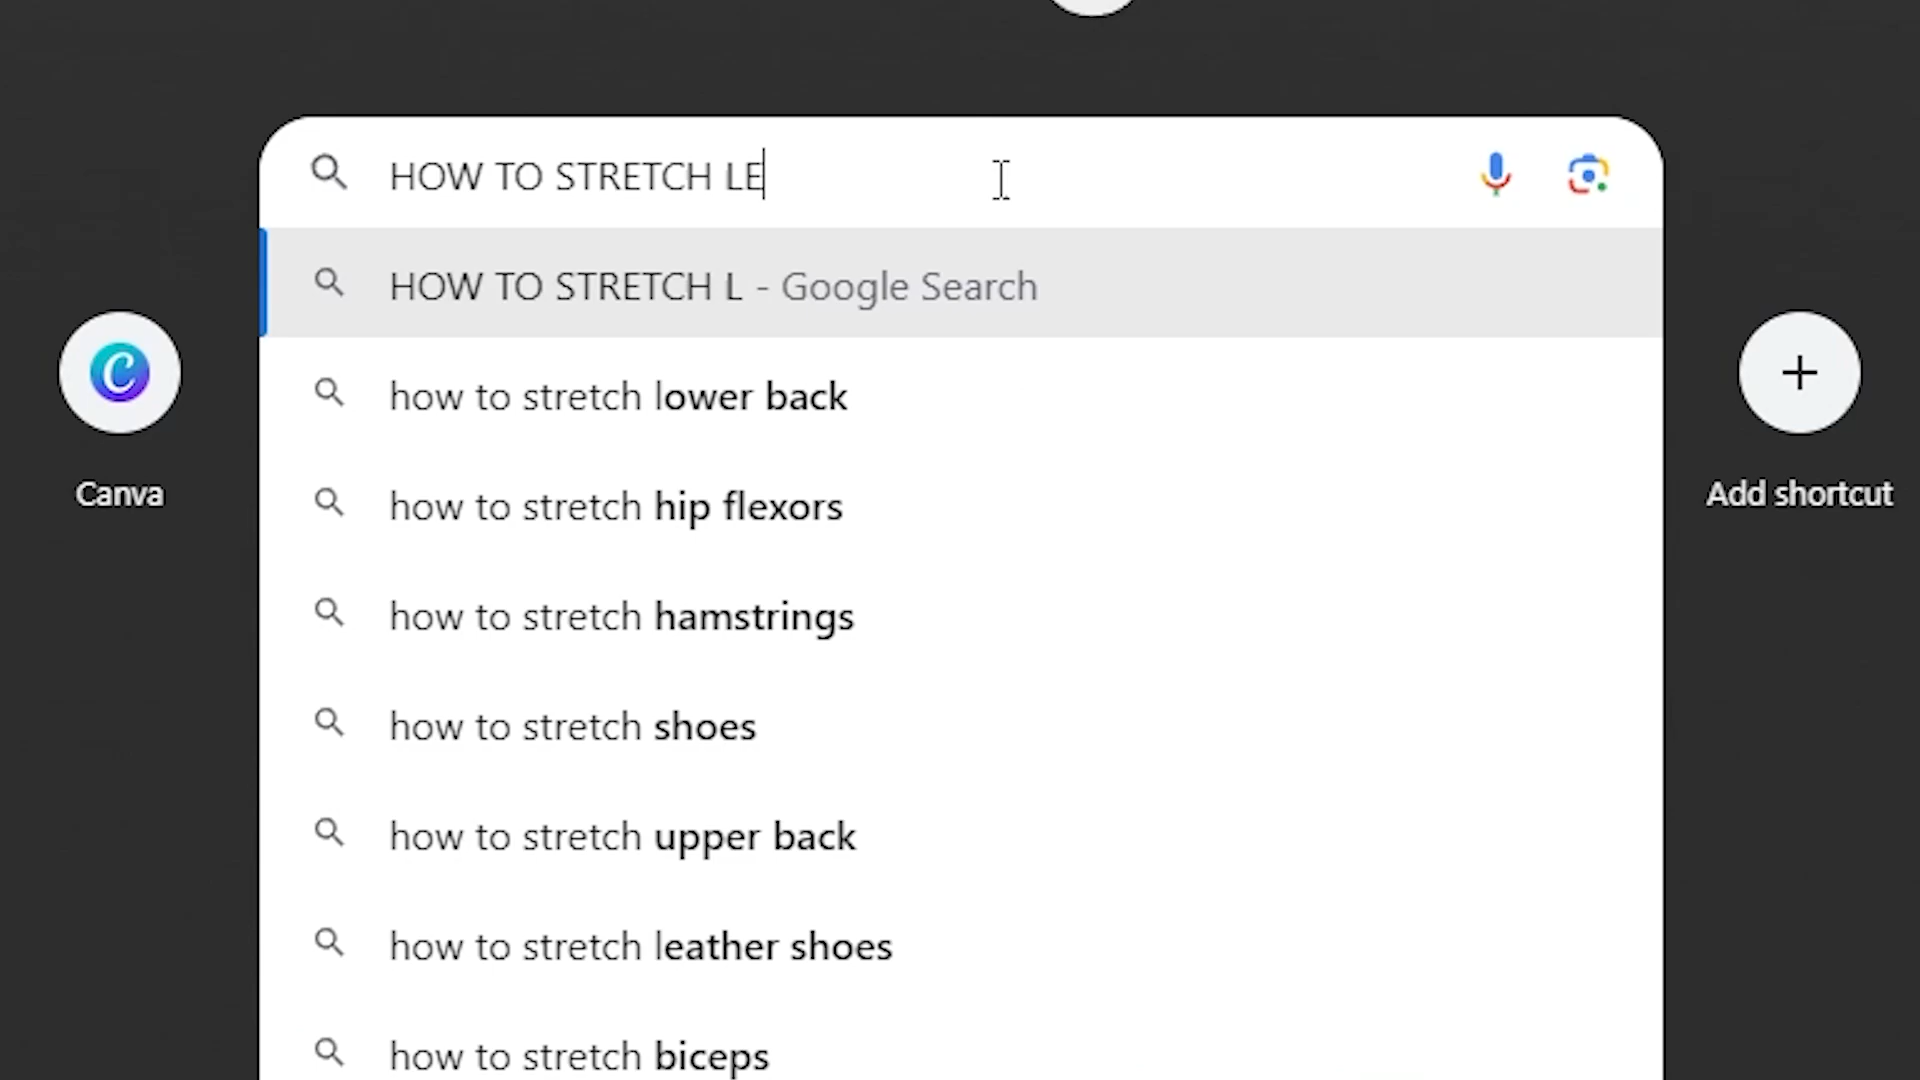 HOW TO STRETCH LE
HOW TO STRETCH L - Google Search
how to stretch lower back
how to stretch hip flexors
how to stretch hamstrings
how to stretch shoes
how to stretch upper back
how to stretch leather shoes
how to stretch biceps
Canva
Add shortcut